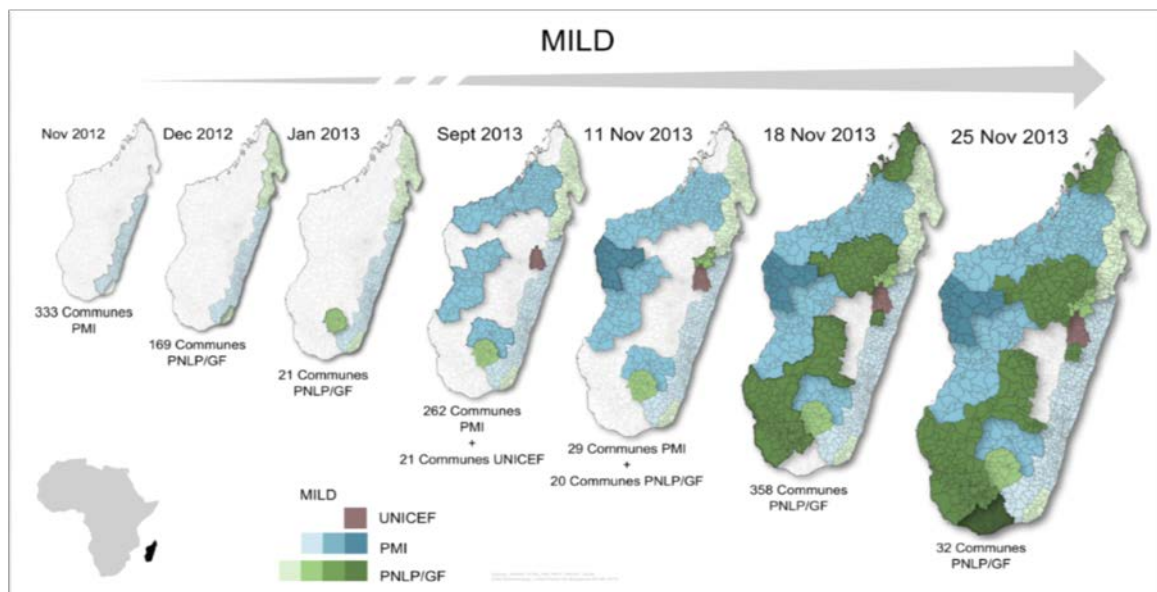 MILD
Nov 2012
Dec 2012
Jan 2013
Sept 2013
11 Nov 2013
18 Nov 2013
25 Nov 2013
333 Communes
PMI
169 Communes
PNLP/GF
21 Communes
PNLP/GF
262 Communes
PMI
+
21 Communes UNICEF
29 Communes PMI
+
20 Communes PNLP/GF
358 Communes
PNLP/GF
32 Communes
PNLP/GF
MILD
UNICEF
PMI
PNLP/GF